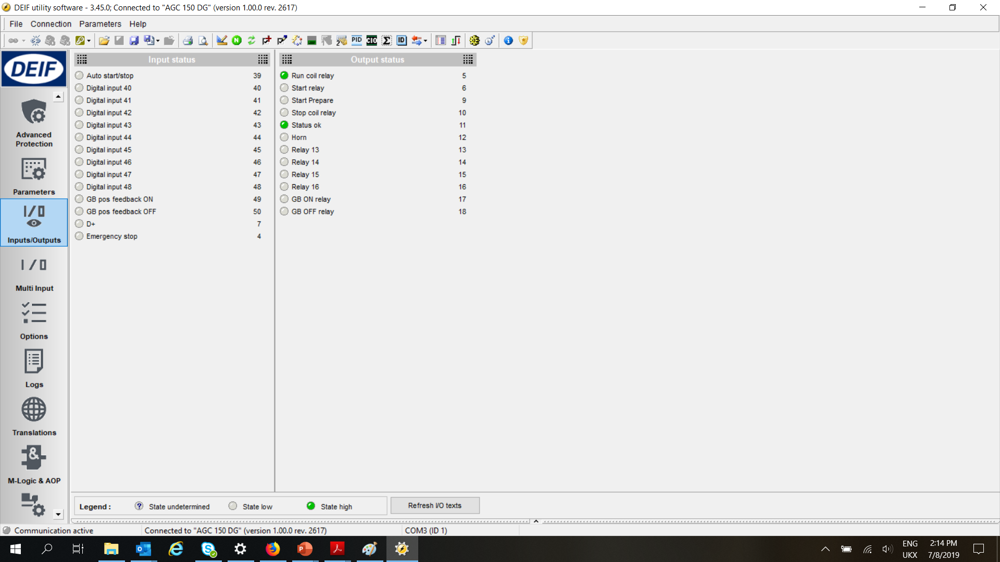 DEIF utility software - 3.45.0; Connected to "AGC 150 DG" (version 1.00.0 rev. 2617)
File Connection Parameters Help
N PID CIO Σ ID i
DEIF
Advanced
Protection
Parameters
I/O
Inputs/Outputs
I/O
Multi Input
Options
Logs
Translations
&
M-Logic & AOP
Input status
Auto start/stop 39
Digital input 40 40
Digital input 41 41
Digital input 42 42
Digital input 43 43
Digital input 44 44
Digital input 45 45
Digital input 46 46
Digital input 47 47
Digital input 48 48
GB pos feedback ON 49
GB pos feedback OFF 50
D+ 7
Emergency stop 4
Output status
Run coil relay 5
Start relay 6
Start Prepare 9
Stop coil relay 10
Status ok 11
Horn 12
Relay 13 13
Relay 14 14
Relay 15 15
Relay 16 16
GB ON relay 17
GB OFF relay 18
Legend : ? State undetermined State low State high Refresh I/O texts
Communication active Connected to "AGC 150 DG" (version 1.00.0 rev. 2617) COM3 (ID 1)
ENG
UKX
2:14 PM
7/8/2019